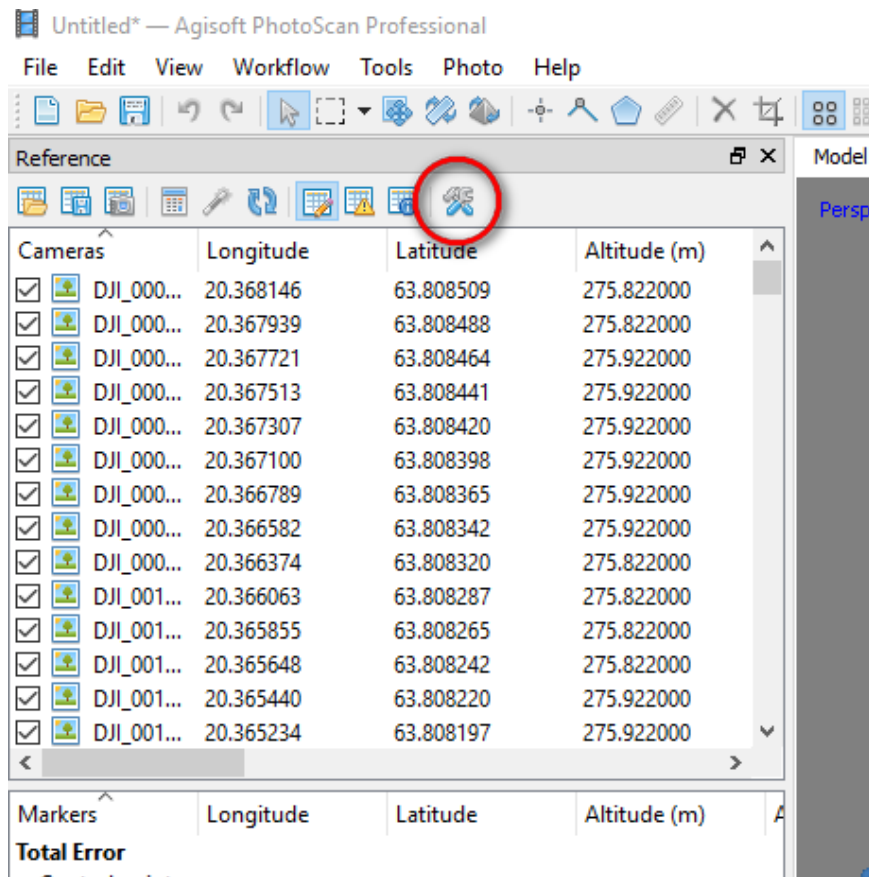 Untitled* — Agisoft PhotoScan Professional
File Edit View Workflow Tools Photo Help
Reference Model
Persp
Cameras Longitude Latitude Altitude (m)
DJI_000... 20.368146 63.808509 275.822000
DJI_000... 20.367939 63.808488 275.822000
DJI_000... 20.367721 63.808464 275.922000
DJI_000... 20.367513 63.808441 275.922000
DJI_000... 20.367307 63.808420 275.922000
DJI_000... 20.367100 63.808398 275.922000
DJI_000... 20.366789 63.808365 275.922000
DJI_000... 20.366582 63.808342 275.922000
DJI_000... 20.366374 63.808320 275.822000
DJI_001... 20.366063 63.808287 275.822000
DJI_001... 20.365855 63.808265 275.822000
DJI_001... 20.365648 63.808242 275.822000
DJI_001... 20.365440 63.808220 275.922000
DJI_001... 20.365234 63.808197 275.922000
Markers Longitude Latitude Altitude (m)
Total Error